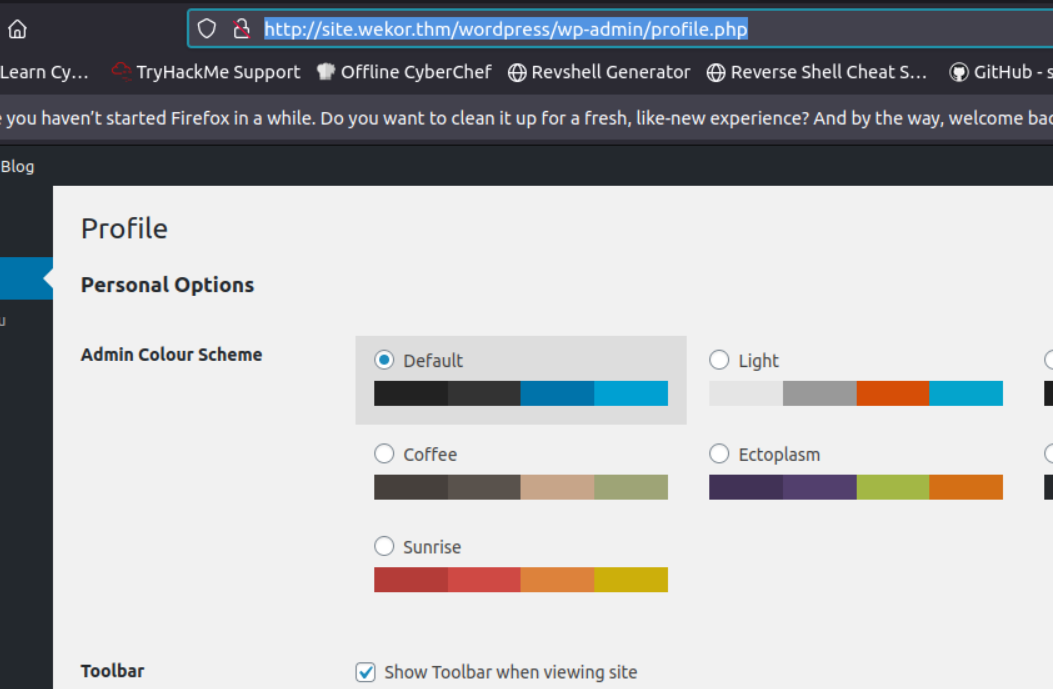 http://site.wekor.thm/wordpress/wp-admin/profile.php
Learn Cy… TryHackMe Support Offline CyberChef Revshell Generator Reverse Shell Cheat S… GitHub - s
you haven't started Firefox in a while. Do you want to clean it up for a fresh, like-new experience? And by the way, welcome bac
Blog
Profile
Personal Options
u
Admin Colour Scheme
Default Light
Coffee Ectoplasm
Sunrise
Toolbar Show Toolbar when viewing site